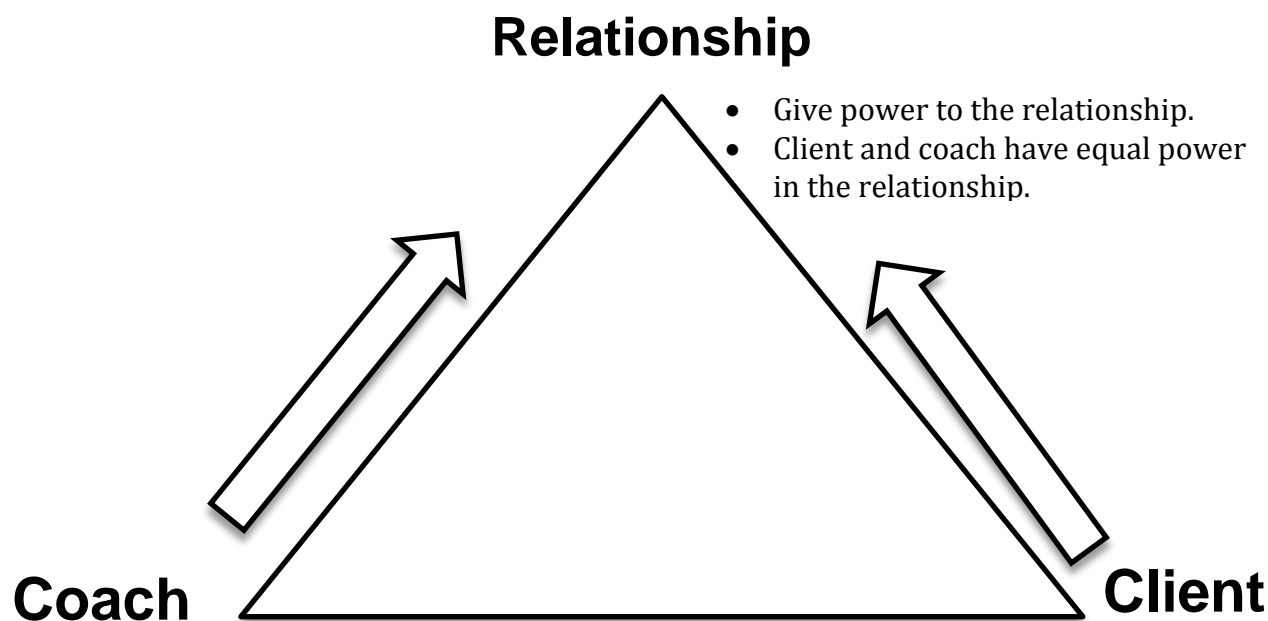 Relationship
• Give power to the relationship.
• Client and coach have equal power
in the relationship.
Coach
Client